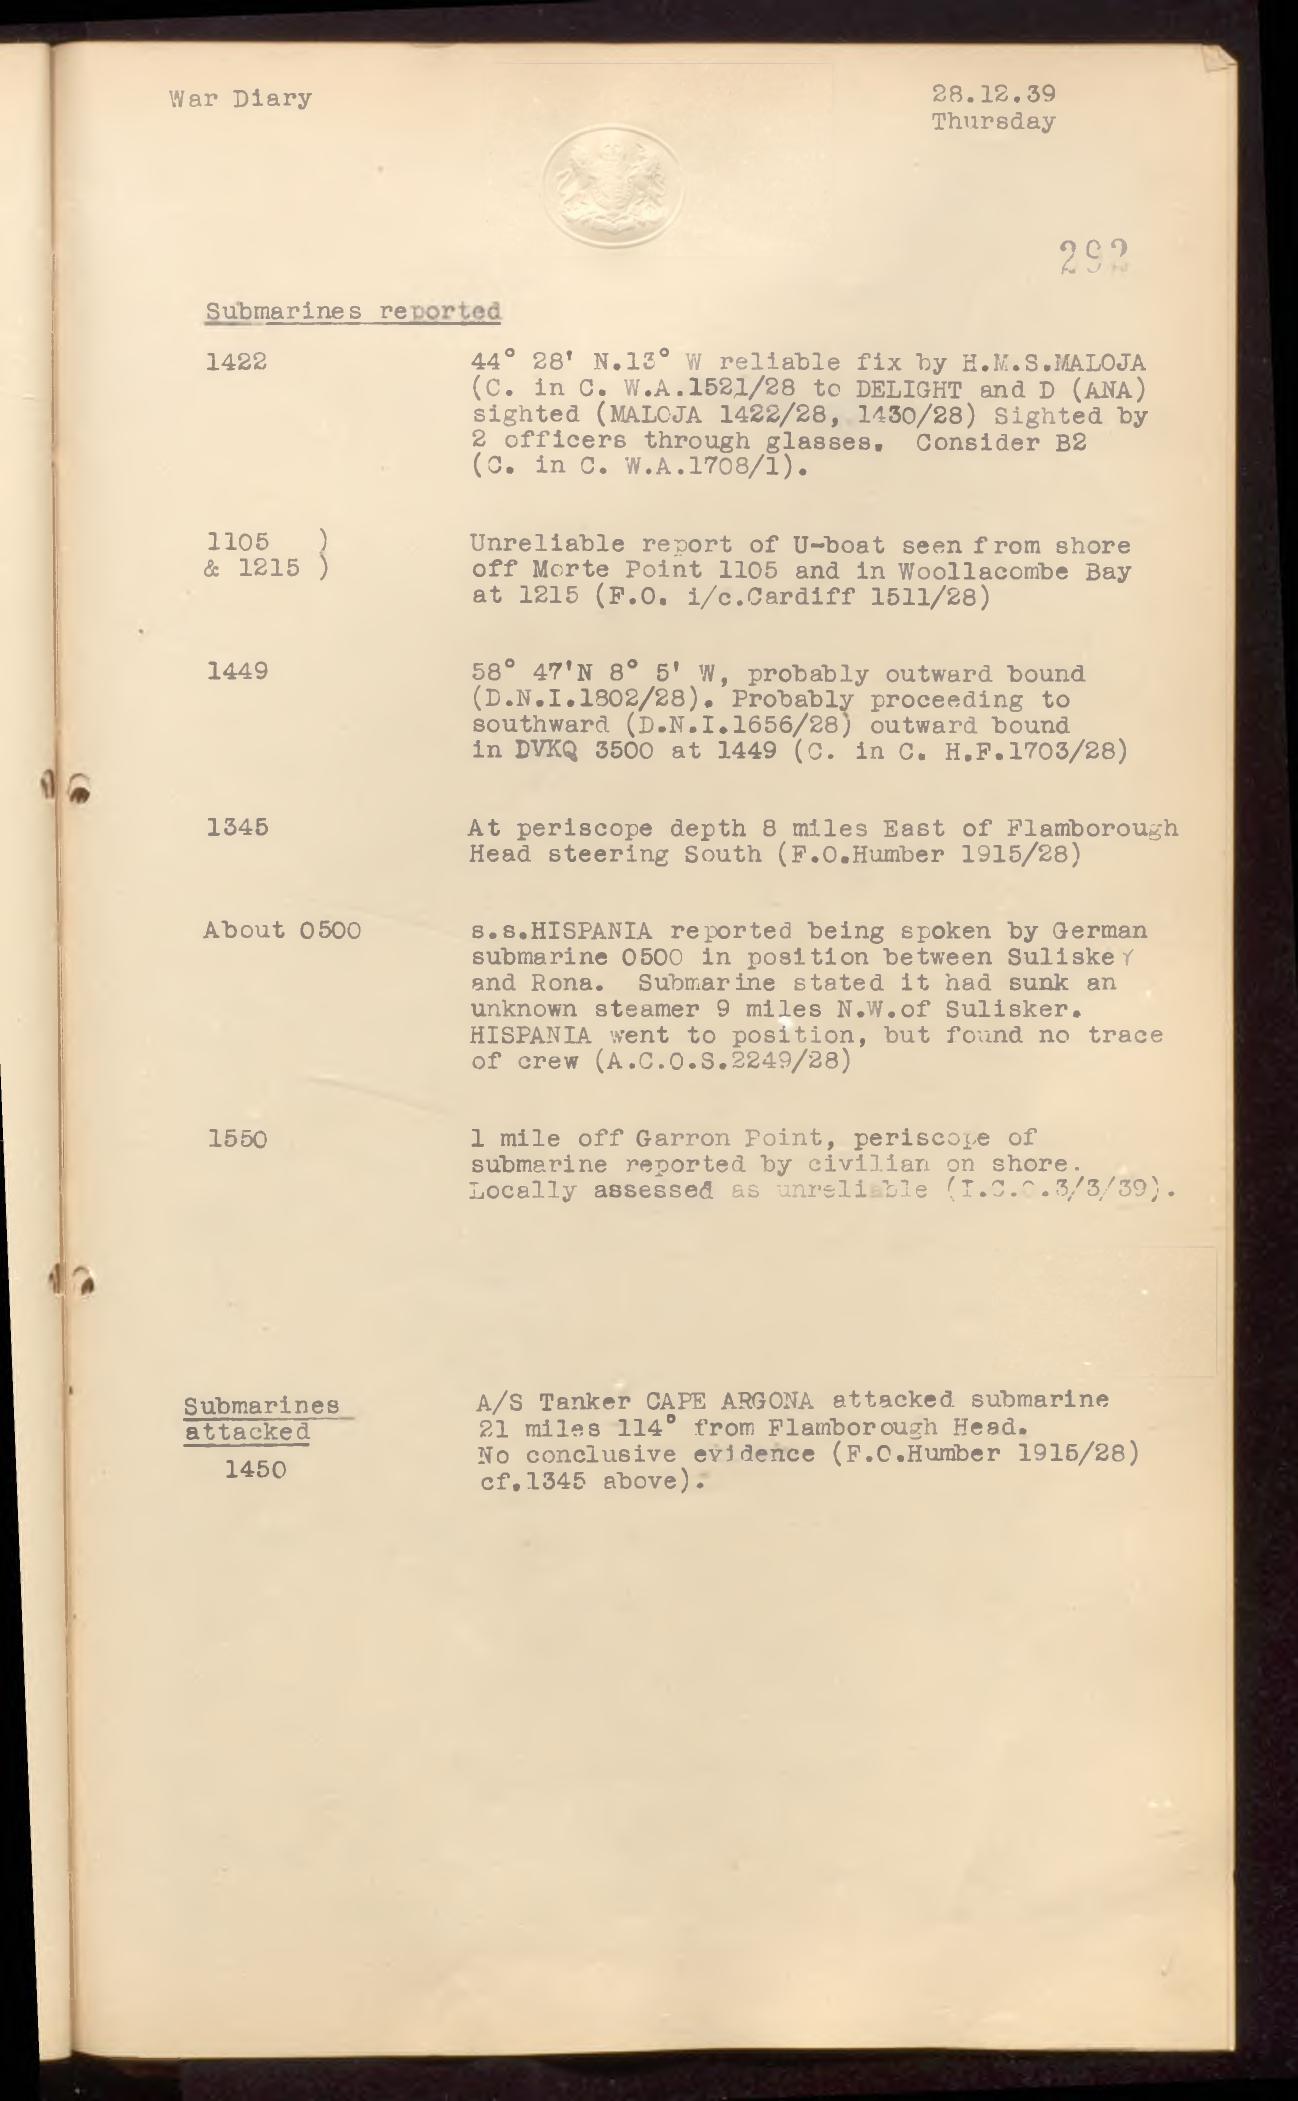 War Diary
28.12.39
Thursday
292
Submarines reported
1422
44° 28' N.13° W reliable fix by H.M.S.MALOJA
(C. in C. W.A.1521/28 to DELIGHT and D (ANA)
sighted (MALOJA 1422/28, 1430/28) Sighted by
2 officers through glasses. Consider B2
(C. in C. W.A.1708/1).
1105 )
& 1215 )
Unreliable report of U-boat seen from shore
off Morte Point 1105 and in Woollacombe Bay
at 1215 (F.O. i/c.Cardiff 1511/28)
1449
58° 47'N 8° 5' W, probably outward bound
(D.N.I.1802/28). Probably proceeding to
southward (D.N.I.1656/28) outward bound
in DVKQ 3500 at 1449 (C. in C. H.F.1703/28)
1345
At periscope depth 8 miles East of Flamborough
Head steering South (F.O.Humber 1915/28)
About 0500
s.s.HISPANIA reported being spoken by German
submarine 0500 in position between Suliskey
and Rona. Submarine stated it had sunk an
unknown steamer 9 miles N.W.of Sulisker.
HISPANIA went to position, but found no trace
of crew (A.C.O.S.2249/28)
1550
1 mile off Garron Point, periscope of
submarine reported by civilian on shore.
Locally assessed as unreliable
Submarines
attacked
1450
A/S Tanker CAPE ARGONA attacked submarine
21 miles 114° from Flamborough Head.
No conclusive evidence (F.O.Humber 1915/28)
cf.1345 above).